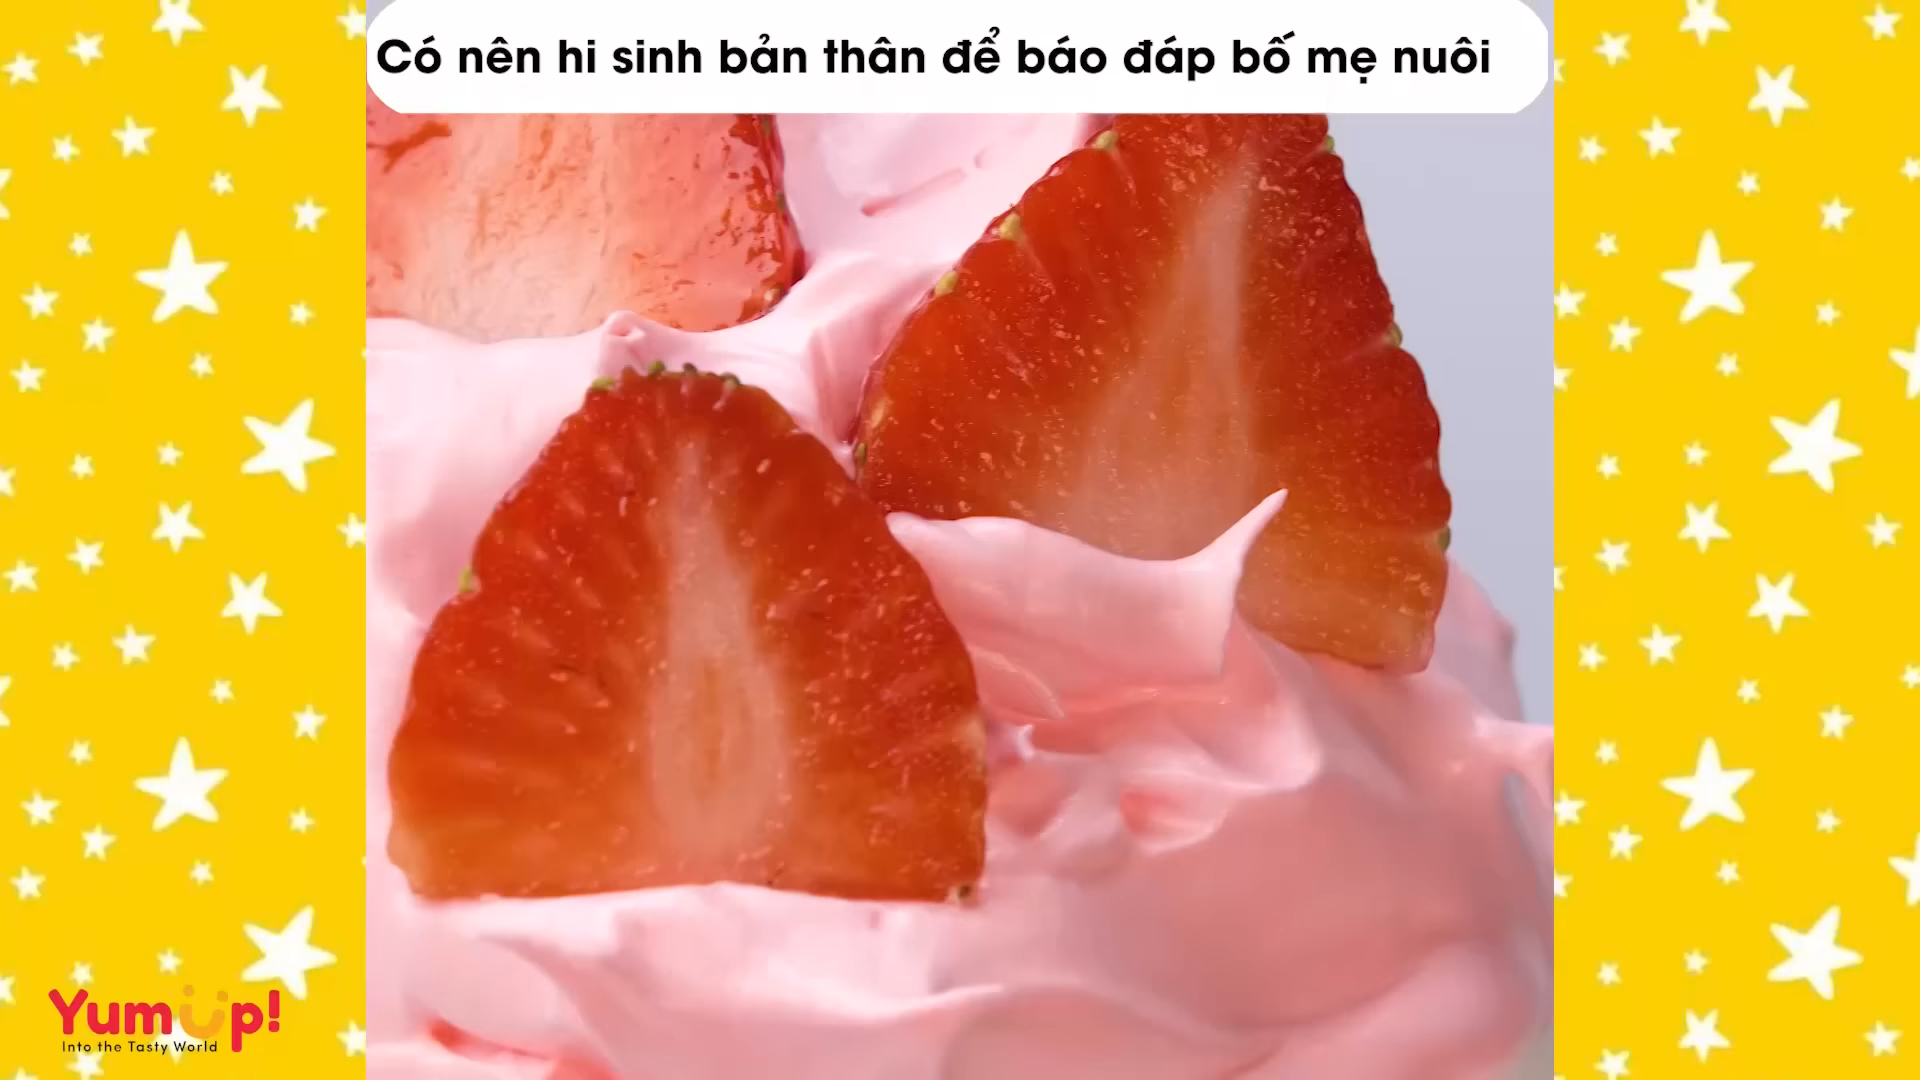 Có nên hi sinh bản thân để báo đáp bố mẹ nuôi
YumUp!
Into the Tasty World